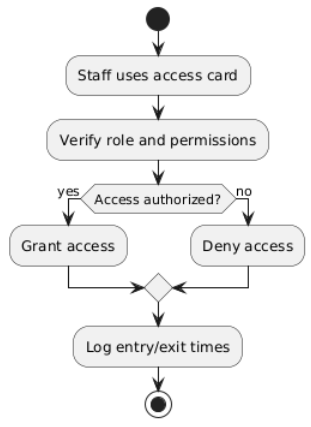 Staff uses access card
Verify role and permissions
yes
Access authorized?
no
Grant access
Deny access
Log entry/exit times